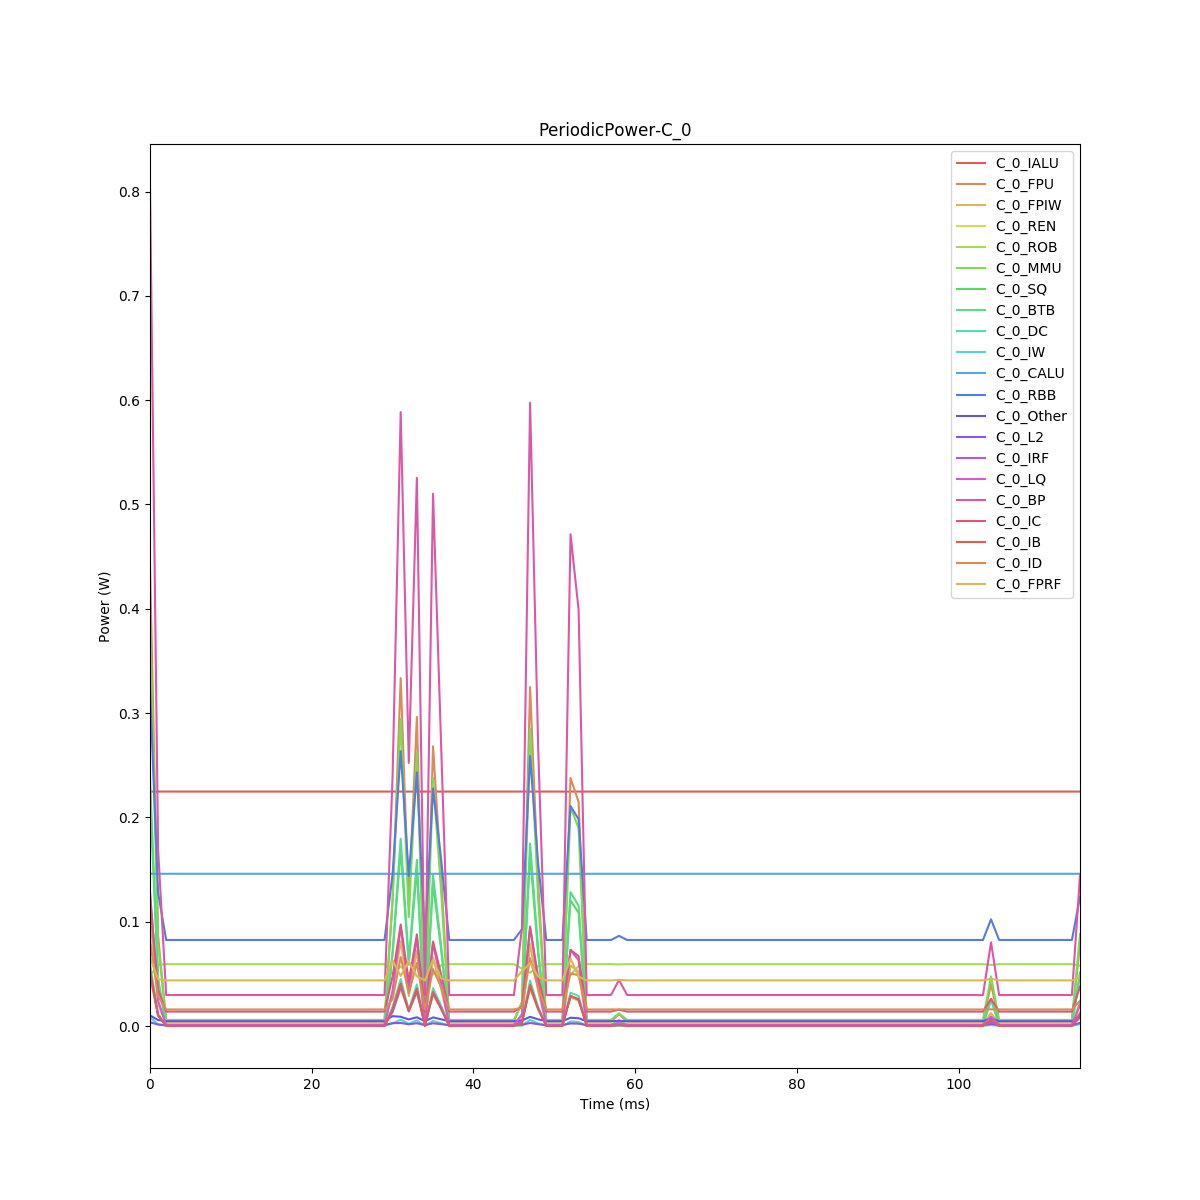 PeriodicPower-C_0
0.8
0.7
0.6
0.5
0.4
0.3
0.2
0.1
0.0
Power (W)
0
20
40
60
80
100
Time (ms)
C_0_IALU
C_0_FPU
C_0_FPIW
C_0_REN
C_0_ROB
C_0_MMU
C_0_SQ
C_0_BTB
C_0_DC
C_0_IW
C_0_CALU
C_0_RBB
C_0_Other
C_0_L2
C_0_IRF
C_0_LQ
C_0_BP
C_0_IC
C_0_IB
C_0_ID
C_0_FPRF